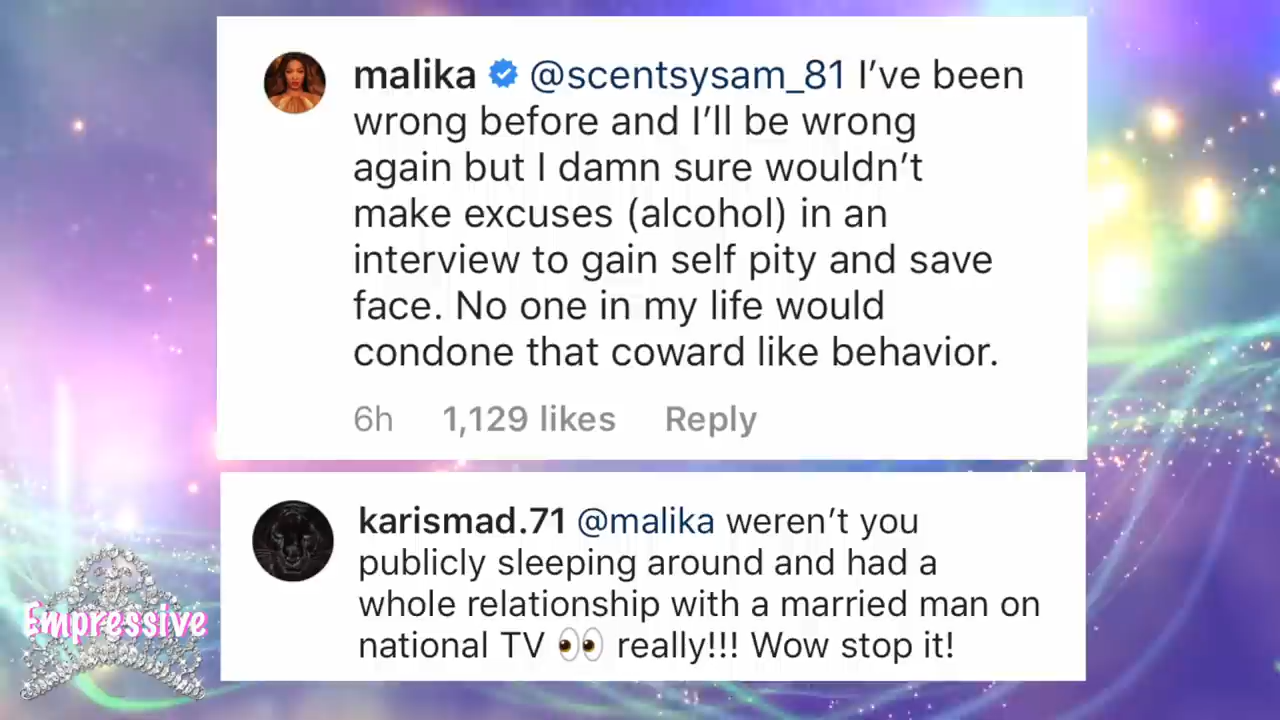 malika @scentsysam_81 I’ve been
wrong before and I’ll be wrong
again but I damn sure wouldn’t
make excuses (alcohol) in an
interview to gain self pity and save
face. No one in my life would
condone that coward like behavior.
6h 1,129 likes Reply
karismad.71 @malika weren’t you
publicly sleeping around and had a
whole relationship with a married man on
national TV 👀 really!!! Wow stop it!
Empressive